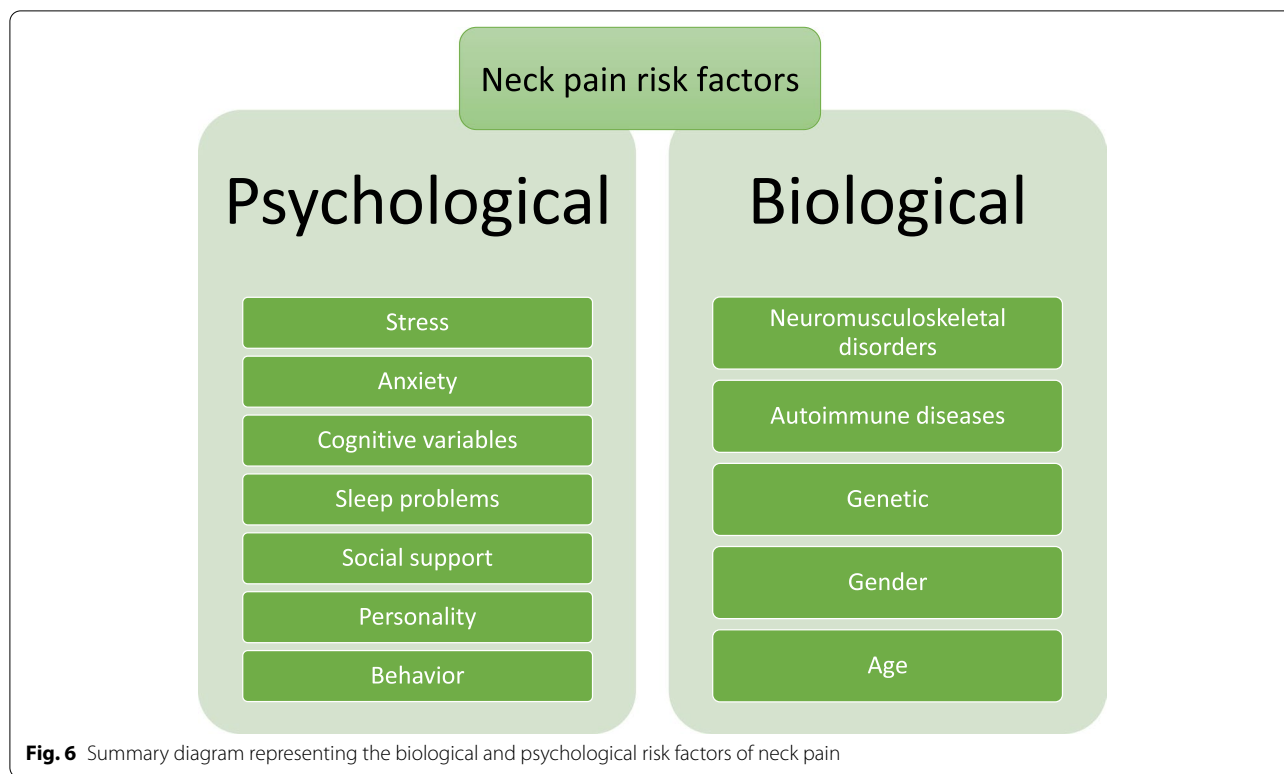 Neck pain risk factors
Psychological
Stress
Anxiety
Cognitive variables
Sleep problems
Social support
Personality
Behavior
Biological
Neuromusculoskeletal
disorders
Autoimmune diseases
Genetic
Gender
Age
Fig. 6 Summary diagram representing the biological and psychological risk factors of neck pain